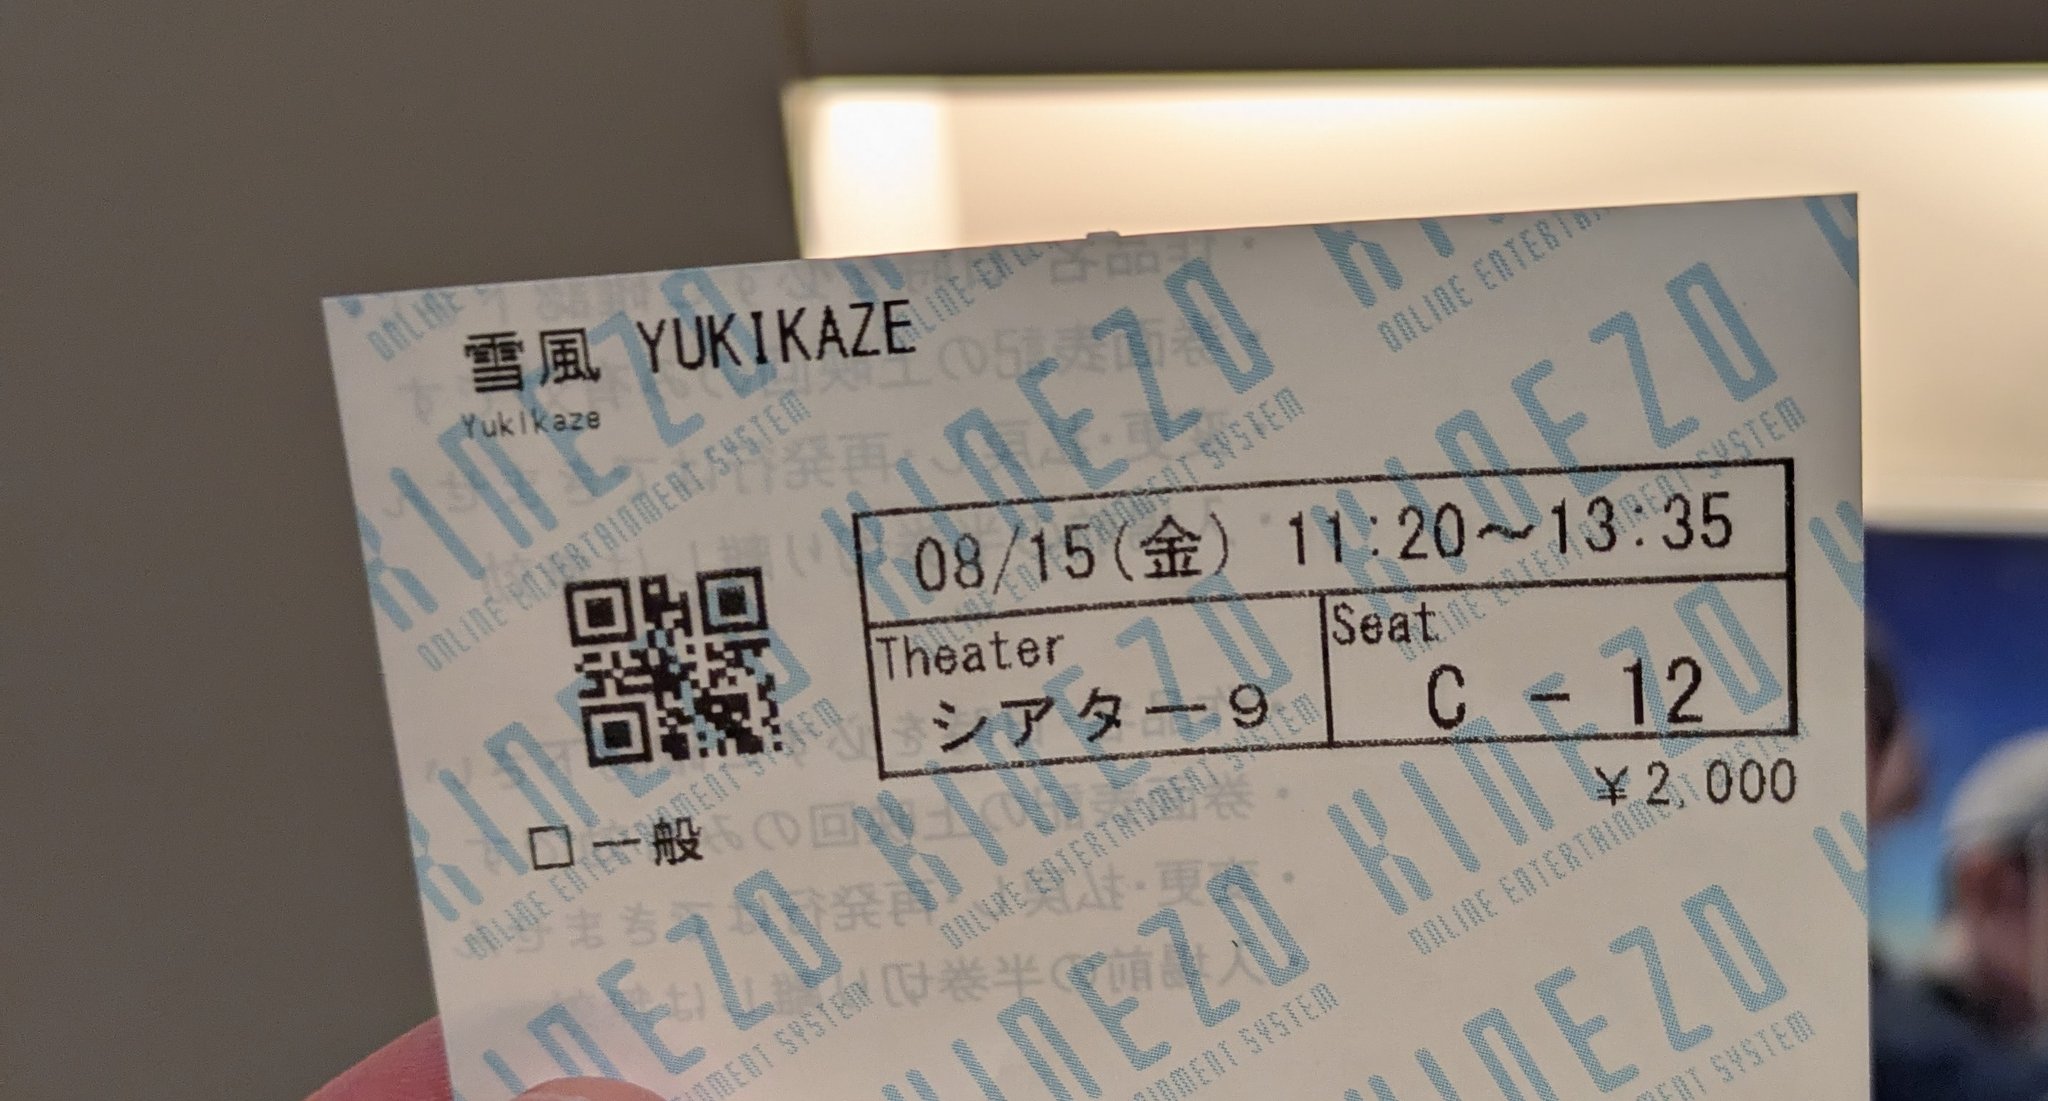 雪風 YUKIKAZE
Yukikaze
08/15(金) 11:20～13:35
Theater
シアター9
Seat
C - 12
¥2,000
□一般
KINEZO
ONLINE ENTERTAINMENT SYSTEM